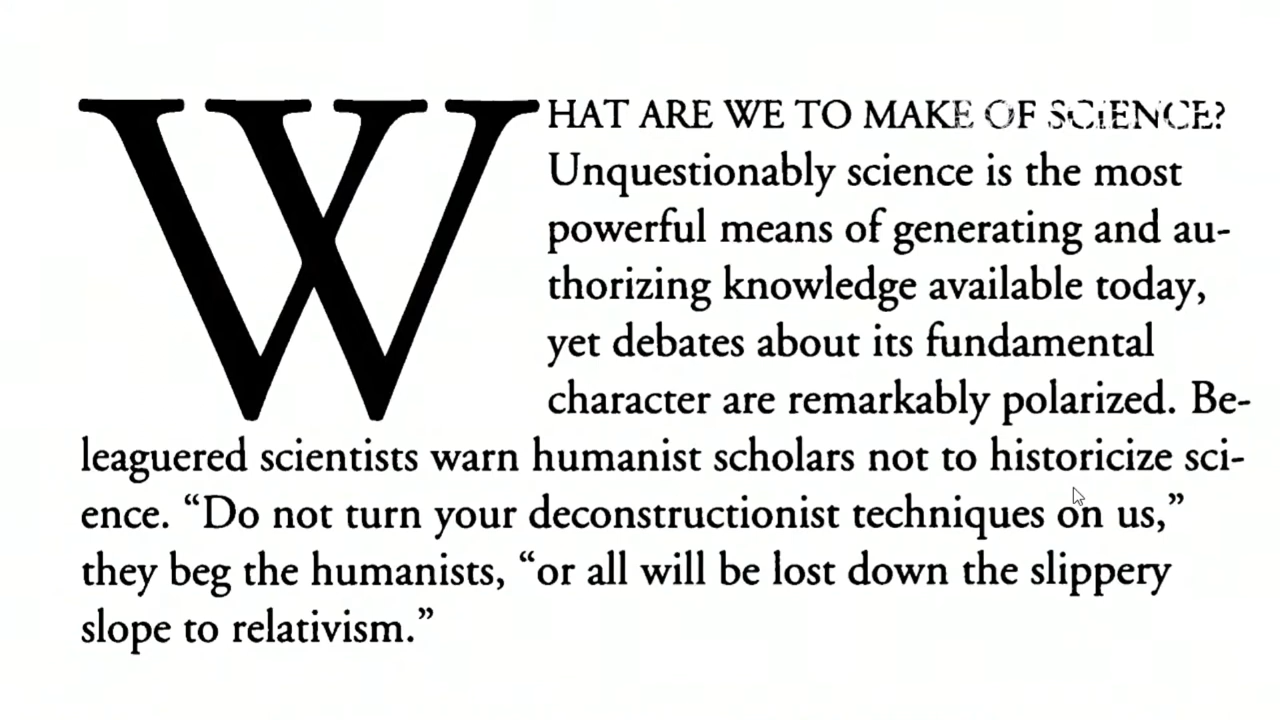 WHAT ARE WE TO MAKE OF SCIENCE?
Unquestionably science is the most
powerful means of generating and au-
thorizing knowledge available today,
yet debates about its fundamental
character are remarkably polarized. Be-
leaguered scientists warn humanist scholars not to historicize sci-
ence. “Do not turn your deconstructionist techniques on us,”
they beg the humanists, “or all will be lost down the slippery
slope to relativism.”